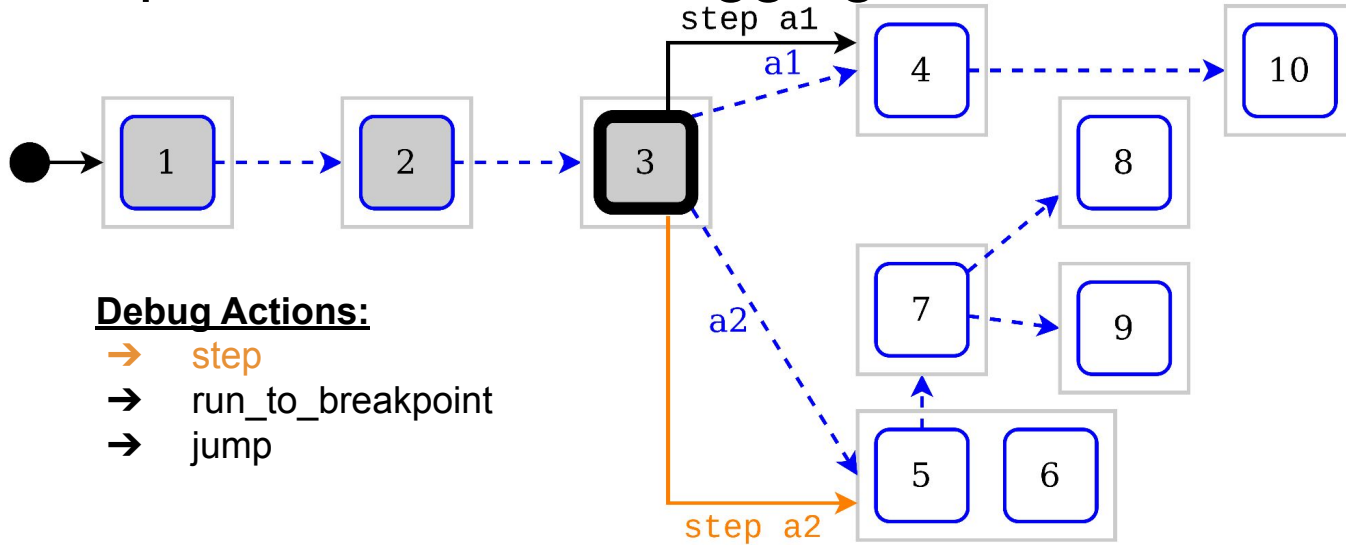 step a1
a1
4
10
1
2
3
8
7
9
a2
Debug Actions:
➔ step
➔ run_to_breakpoint
➔ jump
5
6
step a2